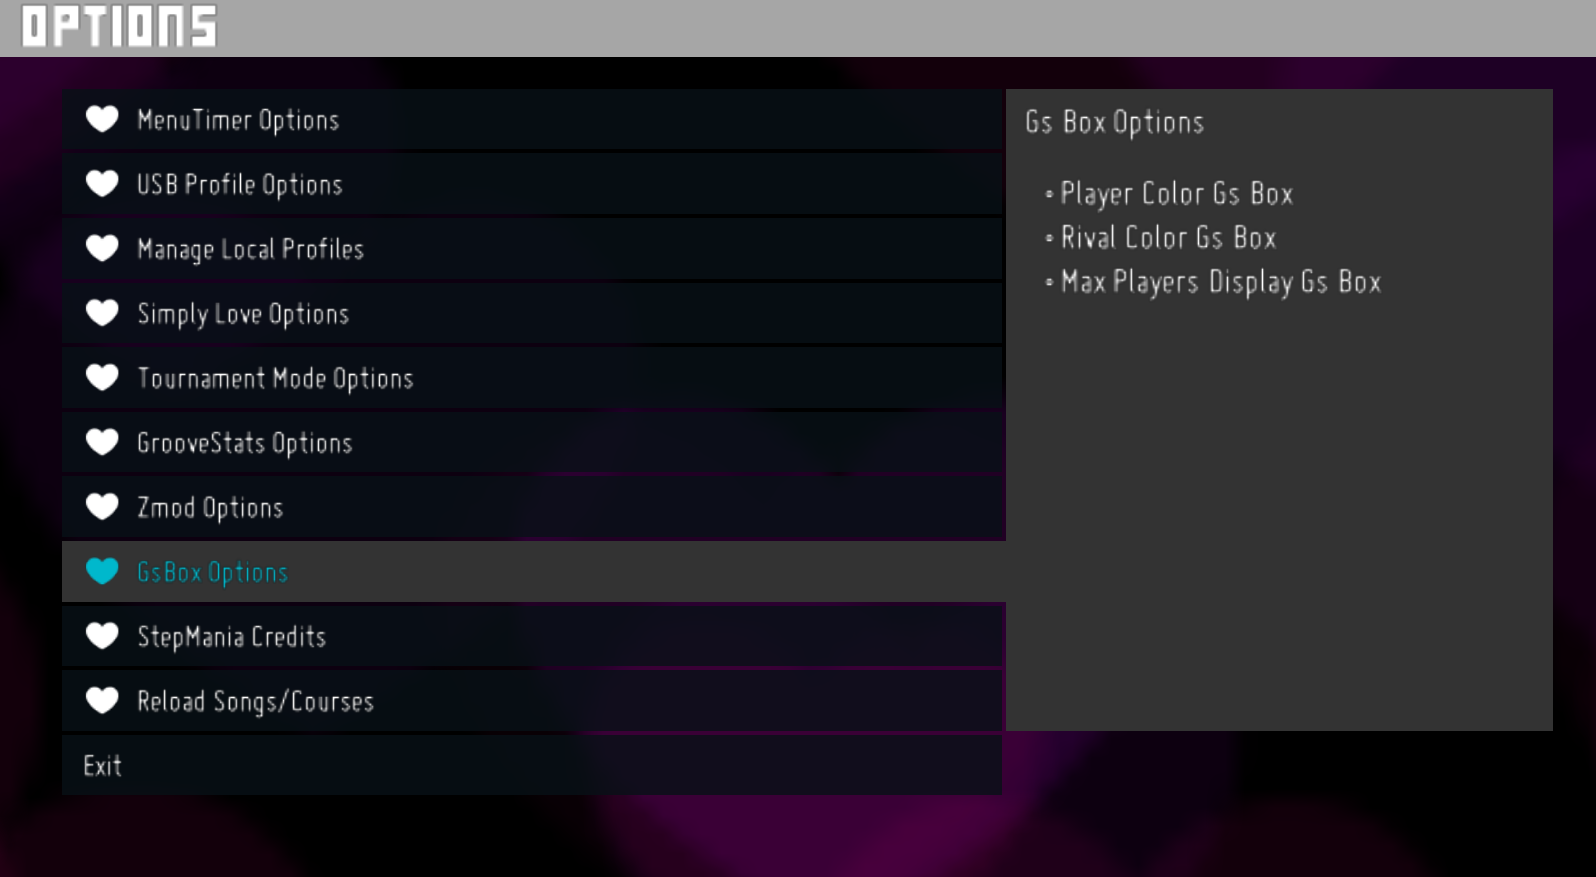 OPTIONS
MenuTimer Options
USB Profile Options
Manage Local Profiles
Simply Love Options
Tournament Mode Options
GrooveStats Options
Zmod Options
GsBox Options
StepMania Credits
Reload Songs/Courses
Exit
Gs Box Options
• Player Color Gs Box
• Rival Color Gs Box
• Max Players Display Gs Box